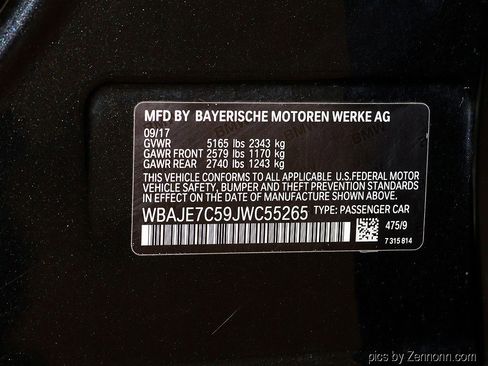 MFD BY BAYERISCHE MOTOREN WERKE AG
09/17
GVWR 5165 lbs 2343 kg
GAWR FRONT 2579 lbs 1170 kg
GAWR REAR 2740 lbs 1243 kg
THIS VEHICLE CONFORMS TO ALL APPLICABLE U.S.FEDERAL MOTOR
VEHICLE SAFETY, BUMPER AND THEFT PREVENTION STANDARDS
IN EFFECT ON THE DATE OF MANUFACTURE SHOWN ABOVE.
WBAJE7C59JWC55265 TYPE: PASSENGER CAR
475/9
7 315 814
pics by Zennonn.com